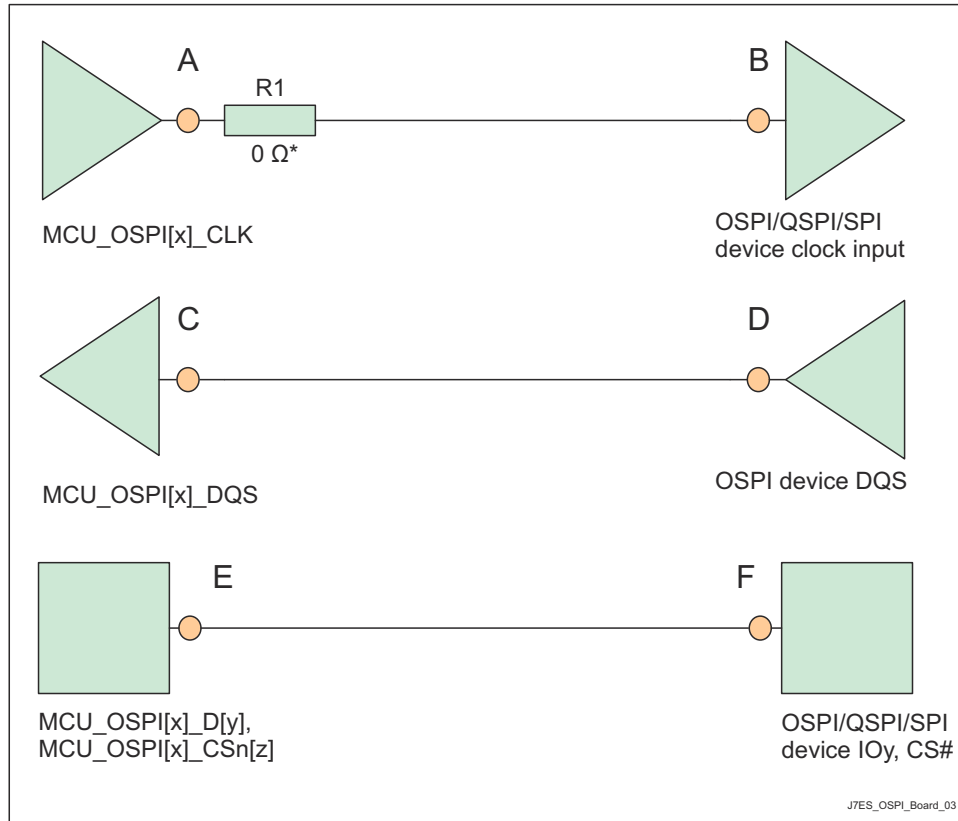 A
B
R1
0 Ω*
MCU_OSPI[x]_CLK
OSPI/QSPI/SPI
device clock input
C
D
MCU_OSPI[x]_DQS
OSPI device DQS
E
F
MCU_OSPI[x]_D[y],
MCU_OSPI[x]_CSn[z]
OSPI/QSPI/SPI
device IOy, CS#
J7ES_OSPI_Board_03